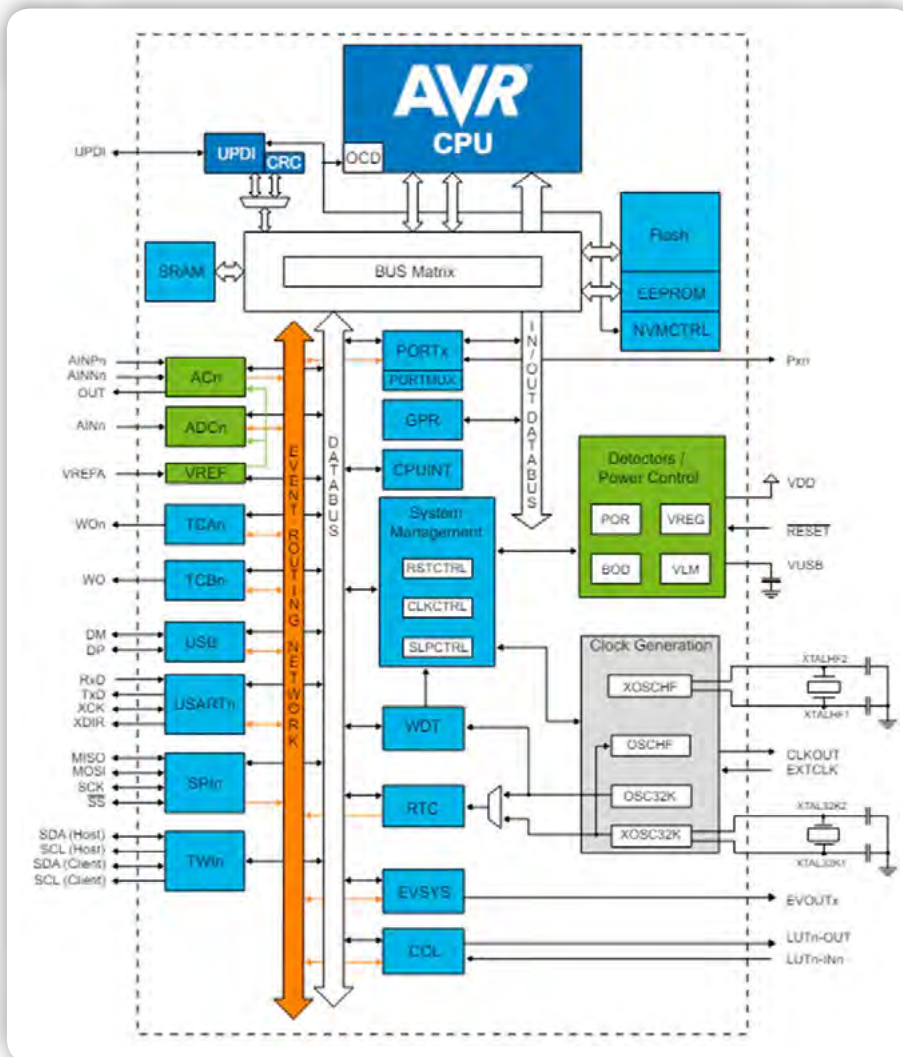 AVR®
CPU
OCD
UPDI
UPDI
CRC
BUS Matrix
SRAM
Flash
EEPROM
NVMCTRL
AINPn
AINNn
OUT
ACn
AINn
ADCn
VREFA
VREF
WOn
TCAn
WO
TCBn
DM
DP
USB
RxD
TxD
XCK
XDIR
USARTn
MISO
MOSI
SCK
SS
SPIn
SDA (Host)
SCL (Host)
SDA (Client)
SCL (Client)
TWIn
EVENT ROUTING NETWORK
DATABUS
IN/OUT DATABUS
PORTx
PORTMUX
Pxn
GPR
CPUINT
System
Management
RSTCTRL
CLKCTRL
SLPCTRL
Detectors /
Power Control
POR
VREG
BOD
VLM
VDD
RESET
VUSB
Clock Generation
XOSCHF
OSCHF
OSC32K
XOSC32K
XTALHF2
XTALHF1
CLKOUT
EXTCLK
XTAL32K2
XTAL32K1
WDT
RTC
EVSYS
EVOUTx
CCL
LUTn-OUT
LUTn-INn